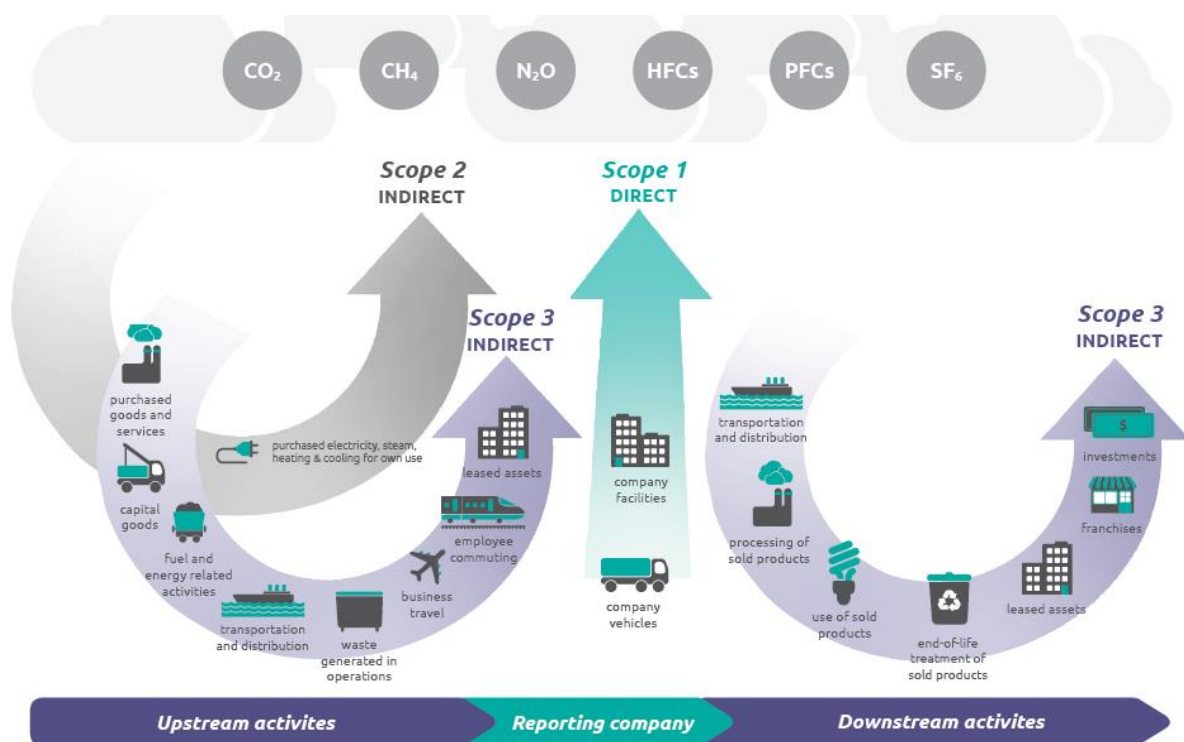 CO₂
CH₄
N₂O
HFCs
PFCs
SF₆
Scope 2
INDIRECT
Scope 1
DIRECT
Scope 3
INDIRECT
Scope 3
INDIRECT
purchased
goods and
services
capital
goods
fuel and
energy related
activities
transportation
and distribution
waste
generated in
operations
business
travel
employee
commuting
leased assets
purchased electricity, steam,
heating & cooling for own use
company
facilities
company
vehicles
transportation
and distribution
processing of
sold products
use of sold
products
end-of-life
treatment of
sold products
leased assets
franchises
$
investments
Upstream activites
Reporting company
Downstream activites